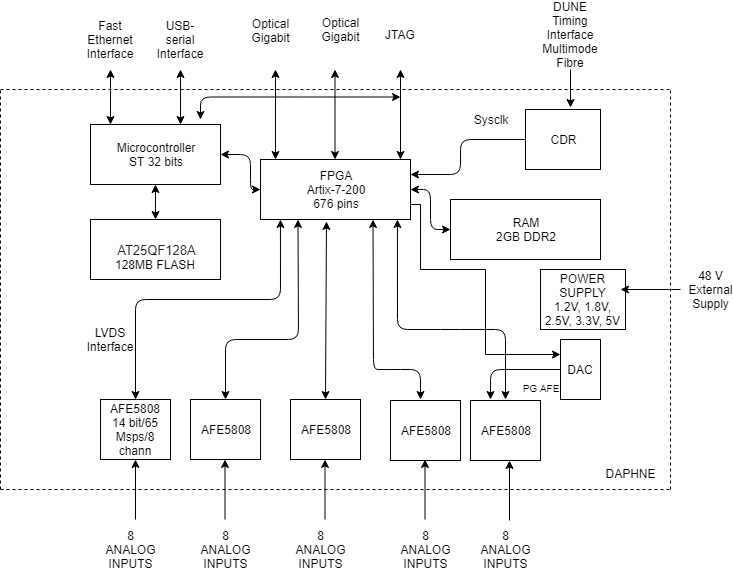 Fast
Ethernet
Interface
USB-
serial
Interface
Optical
Gigabit
Optical
Gigabit
JTAG
DUNE
Timing
Interface
Multimode
Fibre
Microcontroller
ST 32 bits
Sysclk
CDR
FPGA
Artix-7-200
676 pins
RAM
2GB DDR2
AT25QF128A
128MB FLASH
POWER
SUPPLY
1.2V, 1.8V,
2.5V, 3.3V, 5V
48 V
External
Supply
LVDS
Interface
DAC
PG AFE
AFE5808
14 bit/65
Msps/8
chann
AFE5808
AFE5808
AFE5808
AFE5808
DAPHNE
8
ANALOG
INPUTS
8
ANALOG
INPUTS
8
ANALOG
INPUTS
8
ANALOG
INPUTS
8
ANALOG
INPUTS